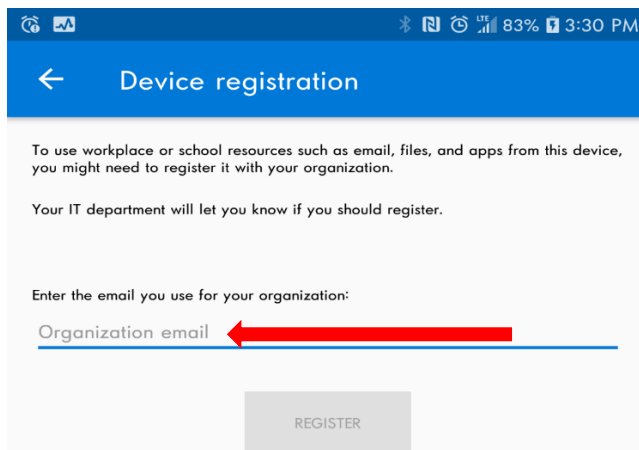 LTE 83% 3:30 PM
Device registration
To use workplace or school resources such as email, files, and apps from this device,
you might need to register it with your organization.
Your IT department will let you know if you should register.
Enter the email you use for your organization:
Organization email
REGISTER